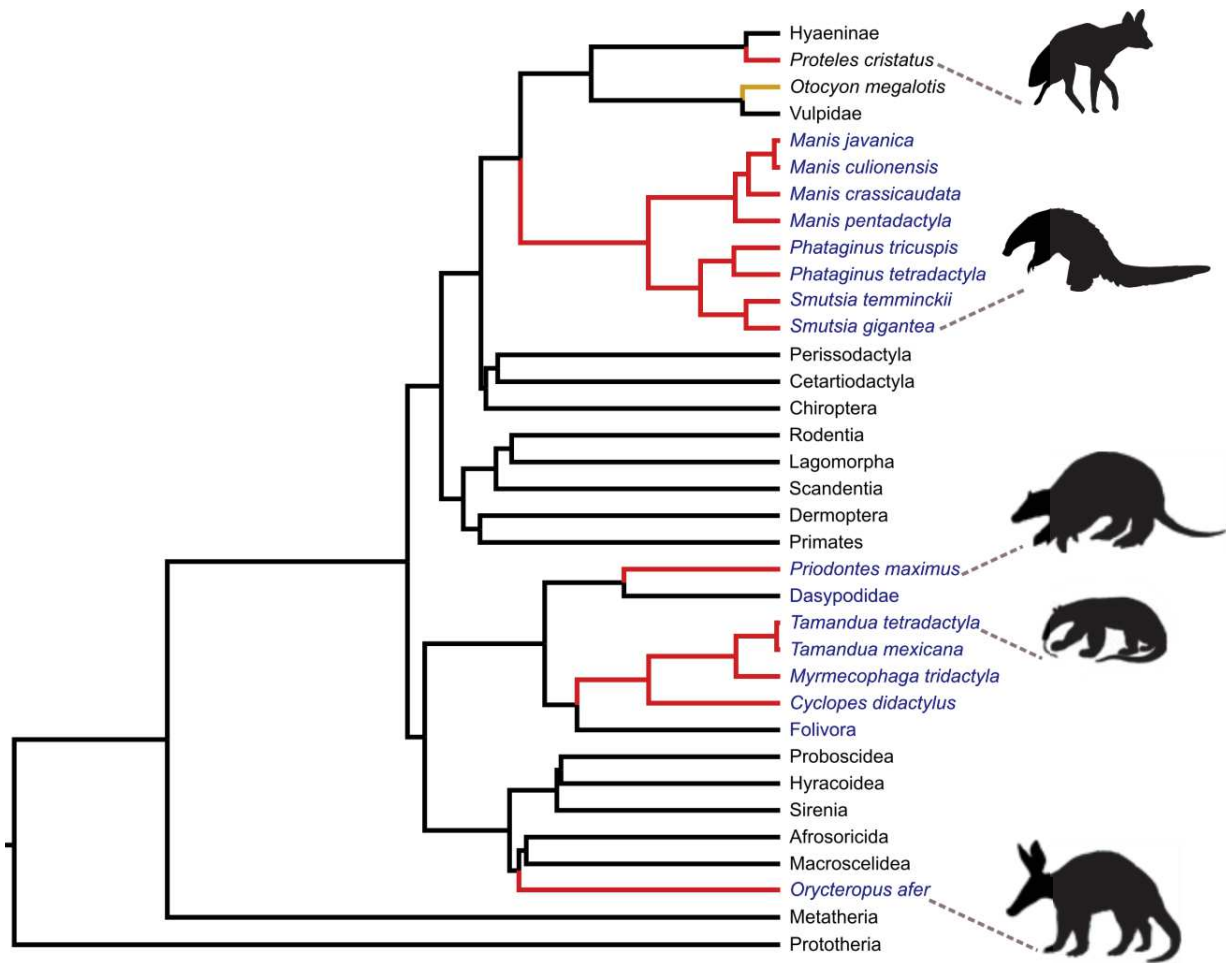 Hyaeninae
Proteles cristatus
Otocyon megalotis
Vulpidae
Manis javanica
Manis culionensis
Manis crassicaudata
Manis pentadactyla
Phataginus tricuspis
Phataginus tetradactyla
Smutsia temminckii
Smutsia gigantea
Perissodactyla
Cetartiodactyla
Chiroptera
Rodentia
Lagomorpha
Scandentia
Dermoptera
Primates
Priodontes maximus
Dasypodidae
Tamandua tetradactyla
Tamandua mexicana
Myrmecophaga tridactyla
Cyclopes didactylus
Folivora
Proboscidea
Hyracoidea
Sirenia
Afrosoricida
Macroscelidea
Orycteropus afer
Metatheria
Prototheria